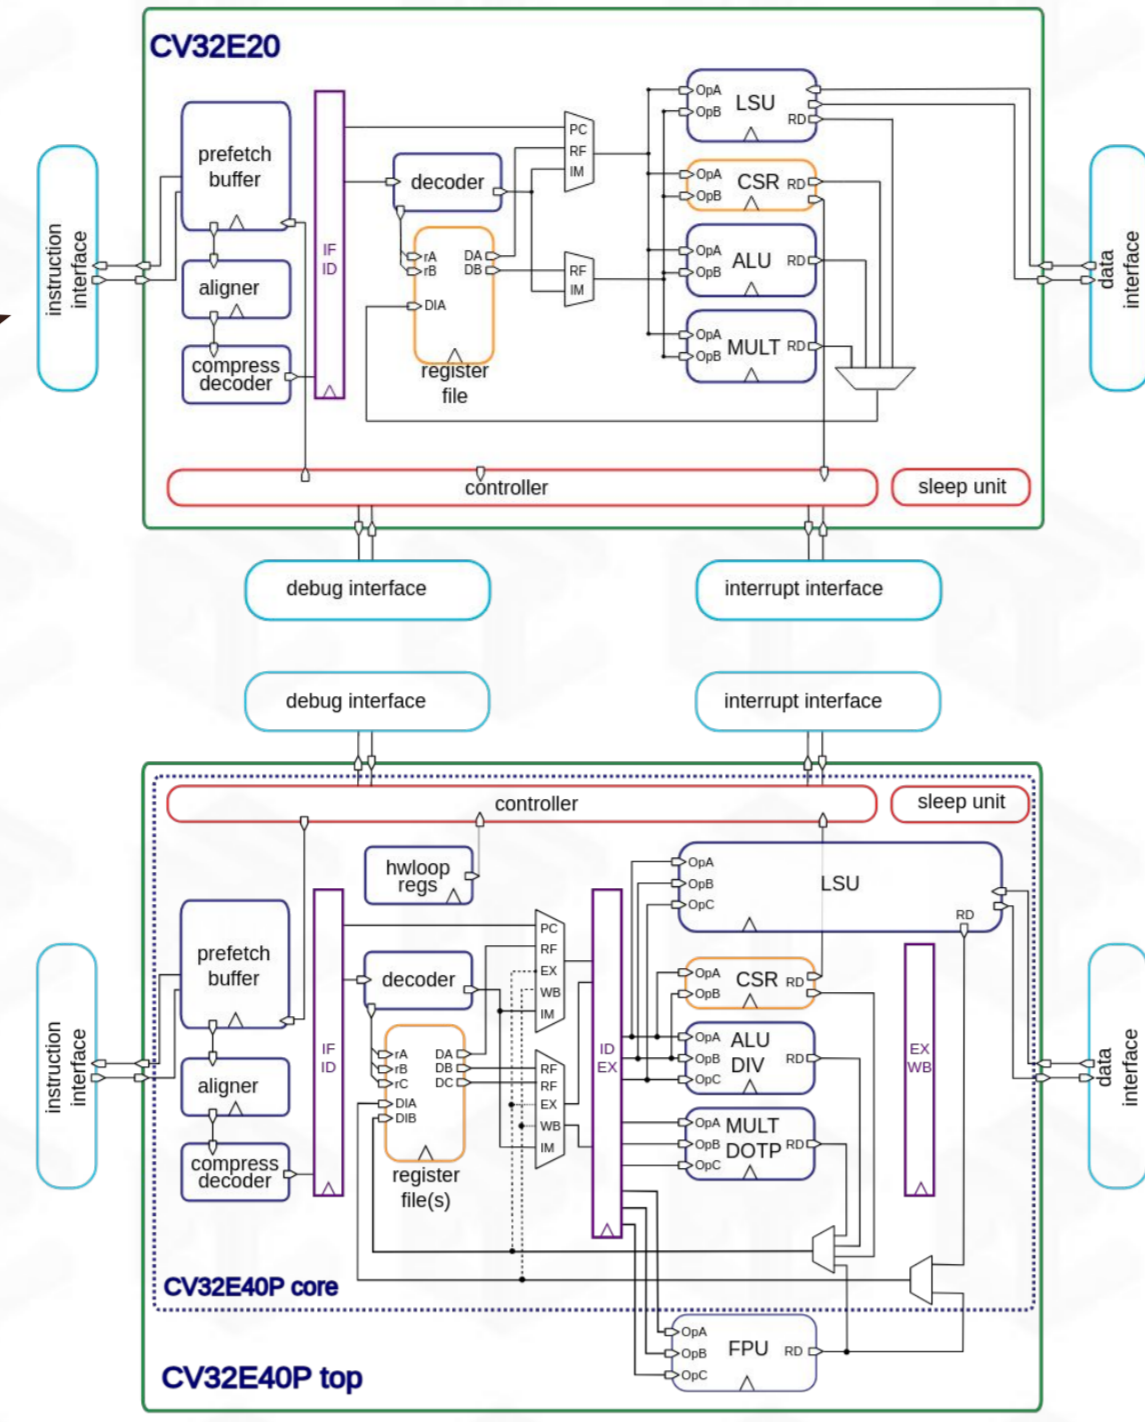 CV32E20
instruction
interface
prefetch
buffer
aligner
compress
decoder
IF
ID
decoder
rA
rB
DIA
DA
DB
register
file
PC
RF
IM
RF
IM
OpA
OpB
LSU
RD
OpA
OpB
CSR
RD
OpA
OpB
ALU
RD
OpA
OpB
MULT
RD
data
interface
controller
sleep unit
debug interface
interrupt interface
debug interface
interrupt interface
controller
sleep unit
hwloop
regs
instruction
interface
prefetch
buffer
aligner
compress
decoder
IF
ID
decoder
rA
rB
rC
DIA
DIB
DA
DB
DC
register
file(s)
PC
RF
EX
WB
IM
RF
RF
EX
WB
IM
ID
EX
OpA
OpB
OpC
LSU
RD
OpA
OpB
CSR
RD
OpA
OpB
OpC
ALU
DIV
RD
OpA
OpB
OpC
MULT
DOTP
RD
EX
WB
data
interface
CV32E40P core
OpA
OpB
OpC
FPU
RD
CV32E40P top